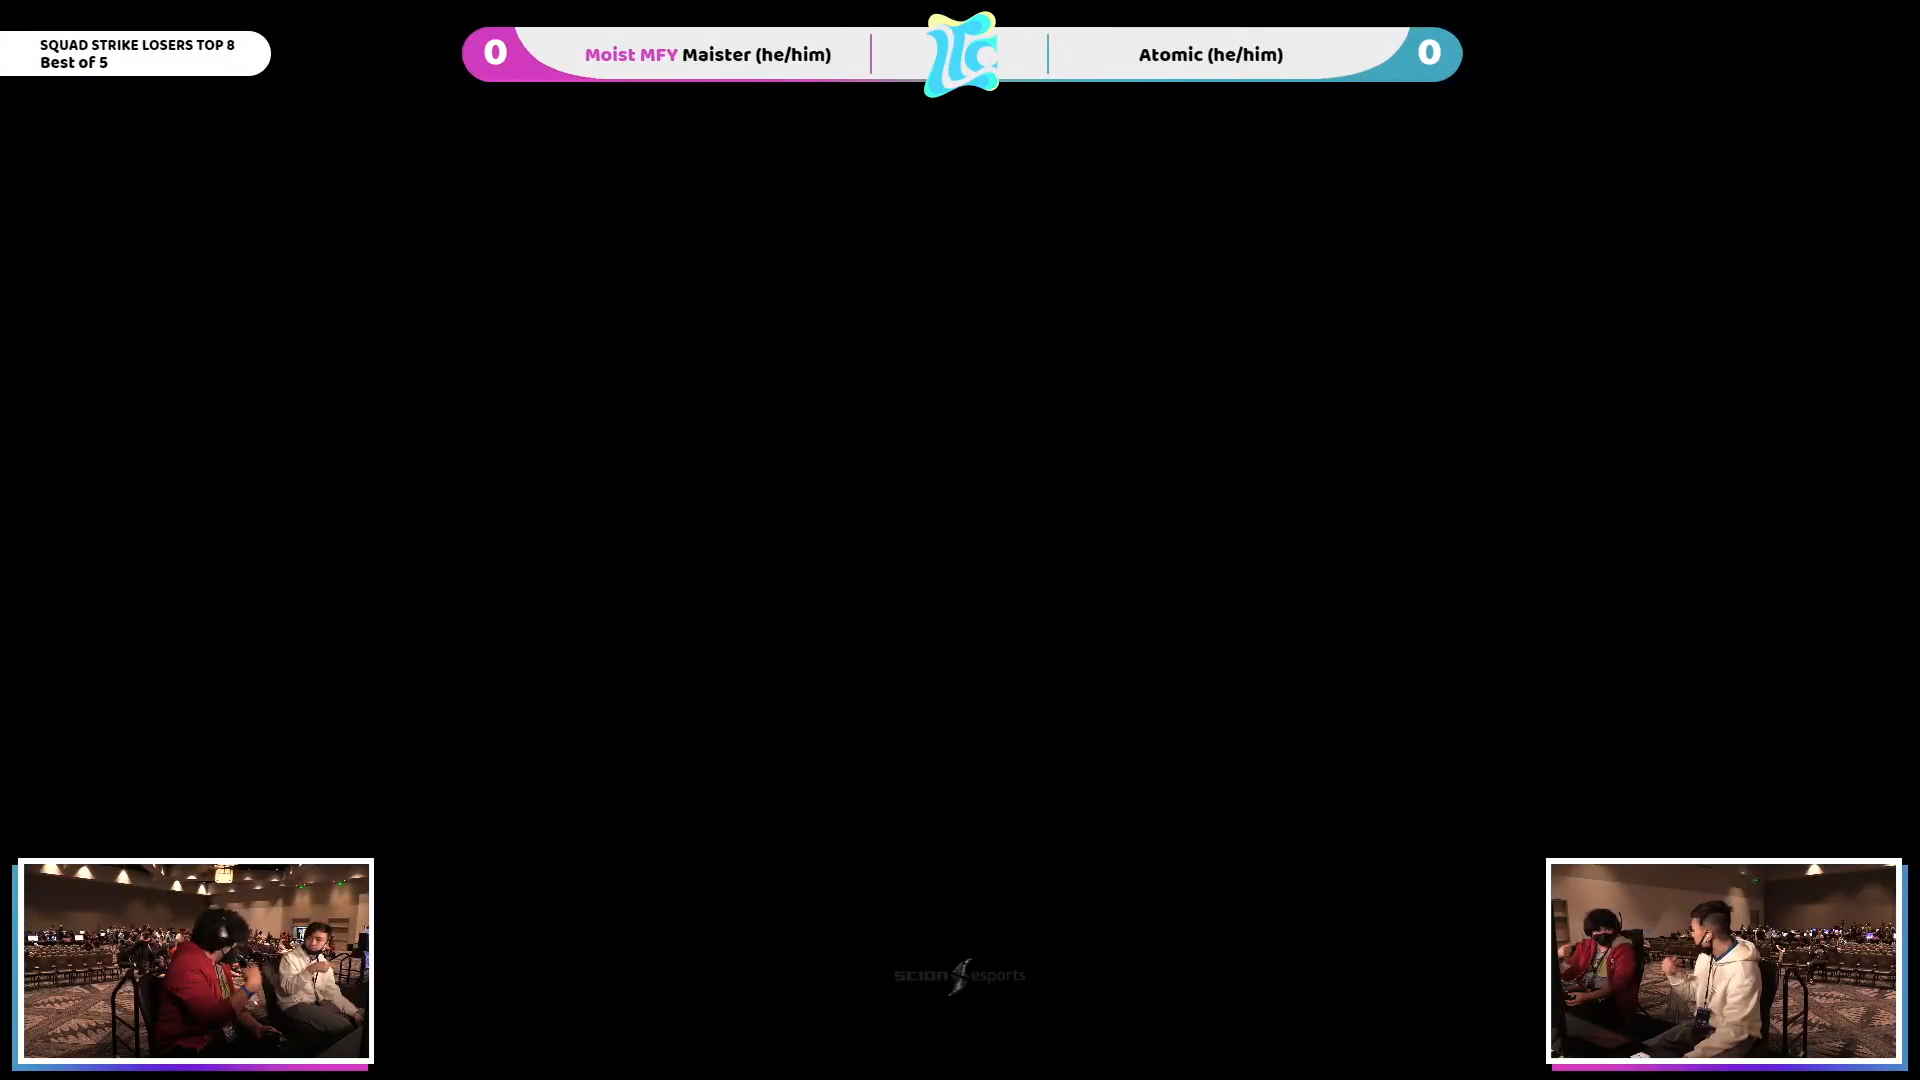 SQUAD STRIKE LOSERS TOP 8
Best of 5
0
Moist MFY Maister (he/him)
LTC
Atomic (he/him)
0
SCION esports